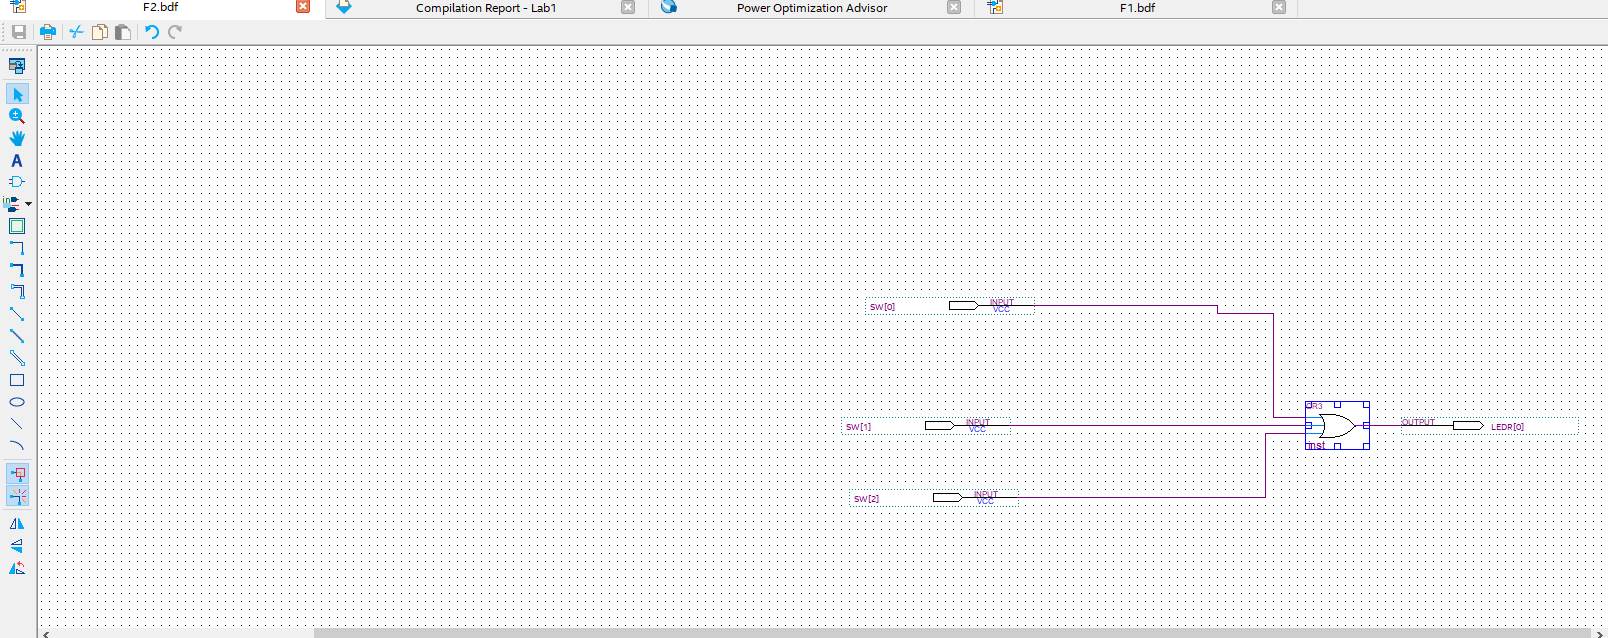 F2.bdf
Compilation Report - Lab1
Power Optimization Advisor
F1.bdf
A
in
SW[0]
INPUT
VCC
OR3
SW[1]
INPUT
VCC
OUTPUT
LEDR[0]
inst
SW[2]
INPUT
VCC